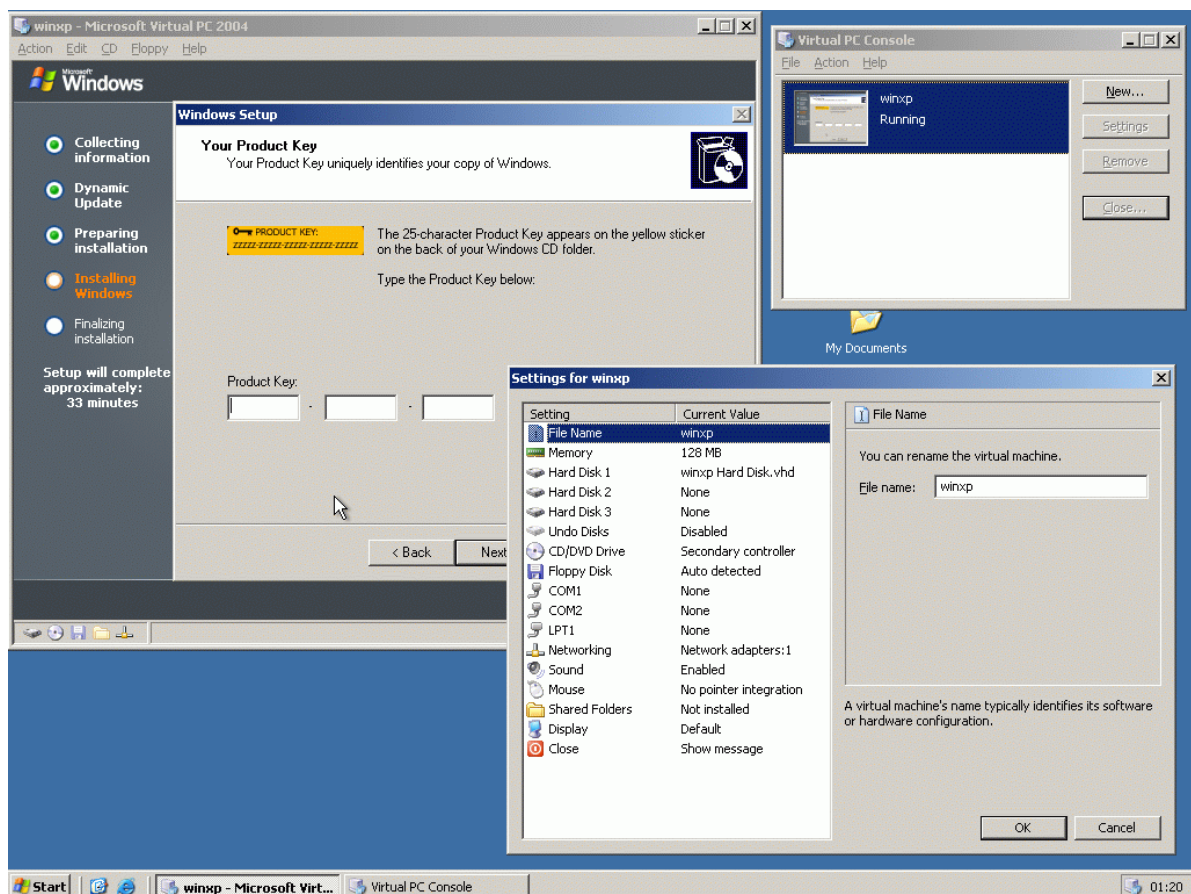 winxp - Microsoft Virtual PC 2004
Action Edit CD Floppy Help
Microsoft
Windows
Collecting
information
Dynamic
Update
Preparing
installation
Installing
Windows
Finalizing
installation
Setup will complete
approximately:
33 minutes
Windows Setup
Your Product Key
Your Product Key uniquely identifies your copy of Windows.
PRODUCT KEY:
ZZZZZ-ZZZZZ-ZZZZZ-ZZZZZ-ZZZZZ
The 25-character Product Key appears on the yellow sticker
on the back of your Windows CD folder.
Type the Product Key below:
Product Key:
- -
< Back Next
Virtual PC Console
File Action Help
winxp
Running
New...
Settings
Remove
Close...
My Documents
Settings for winxp
Setting Current Value
File Name winxp
Memory 128 MB
Hard Disk 1 winxp Hard Disk.vhd
Hard Disk 2 None
Hard Disk 3 None
Undo Disks Disabled
CD/DVD Drive Secondary controller
Floppy Disk Auto detected
COM1 None
COM2 None
LPT1 None
Networking Network adapters:1
Sound Enabled
Mouse No pointer integration
Shared Folders Not installed
Display Default
Close Show message
File Name
You can rename the virtual machine.
File name: winxp
A virtual machine's name typically identifies its software
or hardware configuration.
OK Cancel
Start winxp - Microsoft Virt... Virtual PC Console 01:20